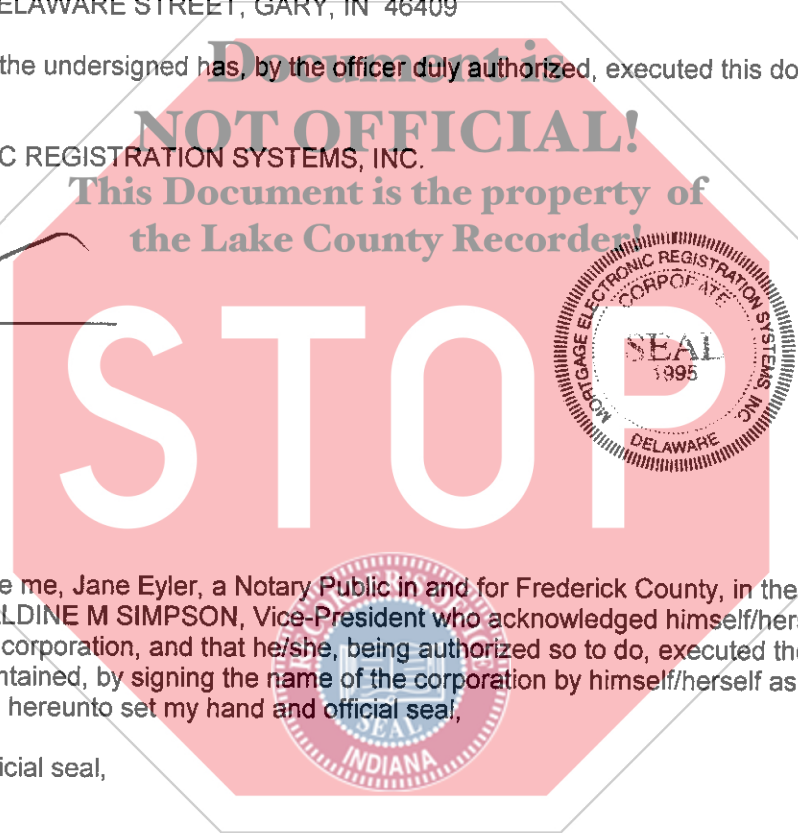 DELAWARE STREET, GARY, IN 46409
Document is
the undersigned has, by the officer duly authorized, executed this do
NOT OFFICIAL!
C REGISTRATION SYSTEMS, INC.
This Document is the property of
the Lake County Recorder!
MORTGAGE ELECTRONIC REGISTRATION SYSTEMS, INC.
CORPORATE
SEAL
1995
DELAWARE
STOP
e me, Jane Eyler, a Notary Public in and for Frederick County, in the
LDINE M SIMPSON, Vice-President who acknowledged himself/hers
corporation, and that he/she, being authorized so to do, executed the
ntained, by signing the name of the corporation by himself/herself as
hereunto set my hand and official seal,
icial seal,
RECORDER'S OFFICE
SEAL
INDIANA